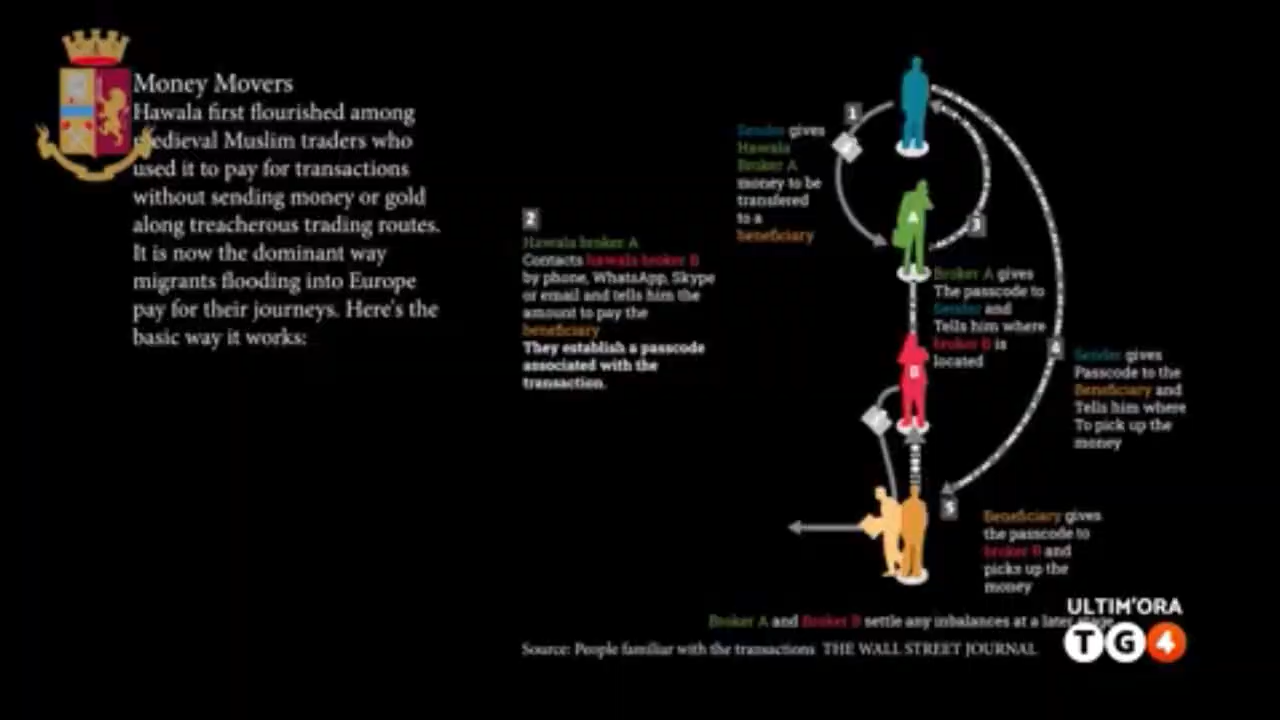 Money Movers
Hawala first flourished among
medieval Muslim traders who
used it to pay for transactions
without sending money or gold
along treacherous trading routes.
It is now the dominant way
migrants flooding into Europe
pay for their journeys. Here's the
basic way it works:
1
Sender gives
Hawala
Broker A
money to be
transfered
to a
beneficiary
2
Hawala broker A
Contacts hawala broker B
by phone, WhatsApp, Skype
or email and tells him the
amount to pay the
beneficiary
They establish a passcode
associated with the
transaction.
A
3
Broker A gives
The passcode to
Sender and
Tells him where
broker B is
located
B
4
Sender gives
Passcode to the
Beneficiary and
Tells him where
To pick up the
money
5
Beneficiary gives
the passcode to
broker B and
picks up the
money
Broker A and Broker B settle any inbalances at a later stage
Source: People familiar with the transactions THE WALL STREET JOURNAL
ULTIM'ORA
TG4